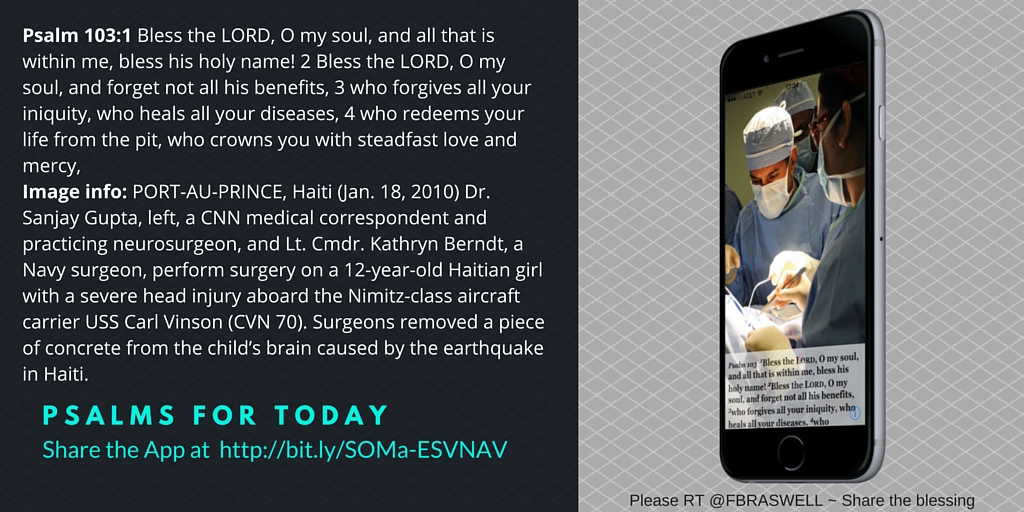 Psalm 103:1 Bless the LORD, O my soul, and all that is
within me, bless his holy name! 2 Bless the LORD, O my
soul, and forget not all his benefits, 3 who forgives all your
iniquity, who heals all your diseases, 4 who redeems your
life from the pit, who crowns you with steadfast love and
mercy,
Image info: PORT-AU-PRINCE, Haiti (Jan. 18, 2010) Dr.
Sanjay Gupta, left, a CNN medical correspondent and
practicing neurosurgeon, and Lt. Cmdr. Kathryn Berndt, a
Navy surgeon, perform surgery on a 12-year-old Haitian girl
with a severe head injury aboard the Nimitz-class aircraft
carrier USS Carl Vinson (CVN 70). Surgeons removed a piece
of concrete from the child’s brain caused by the earthquake
in Haiti.
PSALMS FOR TODAY
Share the App at http://bit.ly/SOMa-ESVNAV
AT&T
Psalm 103 ¹Bless the LORD, O my soul,
and all that is within me, bless his
holy name! ²Bless the LORD, O my
soul, and forget not all his benefits,
³who forgives all your iniquity, who
heals all your diseases, ⁴who
Please RT @FBRASWELL ~ Share the blessing